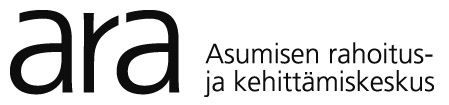 ara
Asumisen rahoitus-
ja kehittämiskeskus